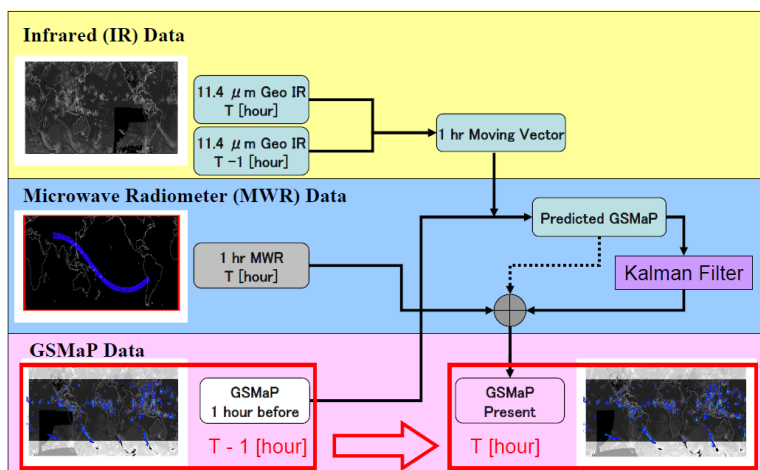 Infrared (IR) Data
11.4 μm Geo IR
T [hour]
11.4 μm Geo IR
T -1 [hour]
1 hr Moving Vector
Microwave Radiometer (MWR) Data
Predicted GSMaP
1 hr MWR
T [hour]
Kalman Filter
GSMaP Data
GSMaP
1 hour before
GSMaP
Present
T - 1 [hour]
T [hour]